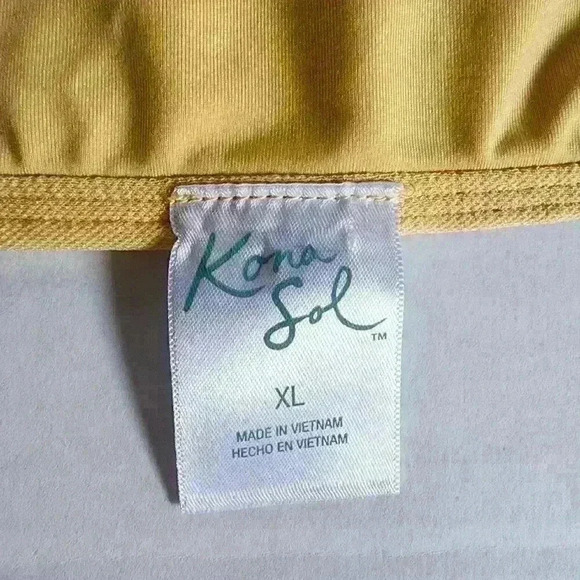 Kona
Sol
™
XL
MADE IN VIETNAM
HECHO EN VIETNAM